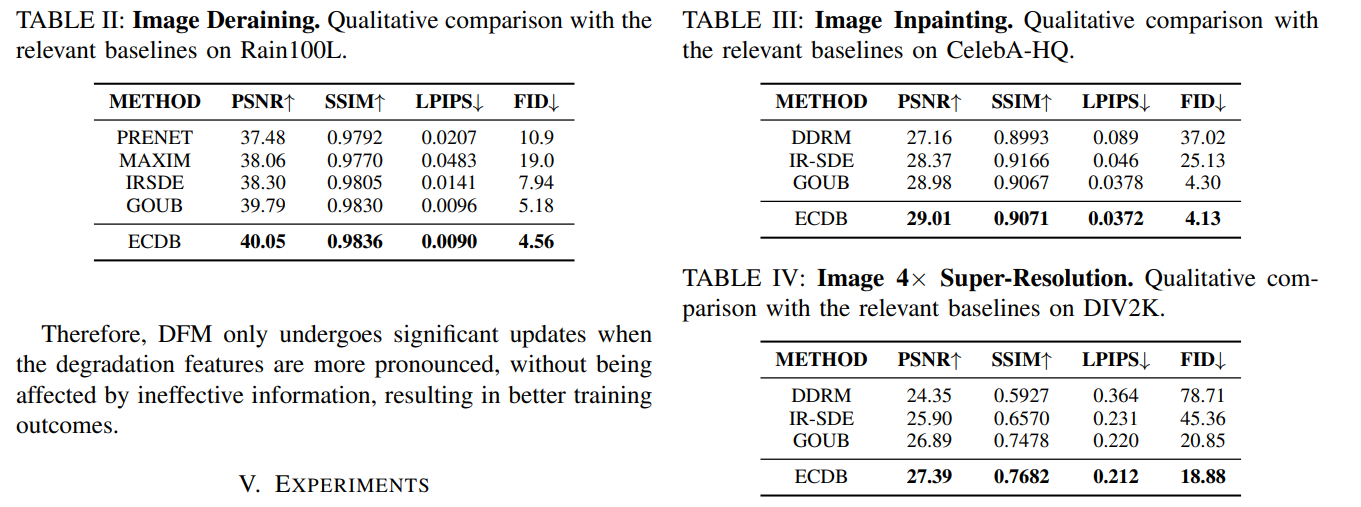 TABLE II: Image Deraining. Qualitative comparison with the
relevant baselines on Rain100L.
METHOD PSNR↑ SSIM↑ LPIPS↓ FID↓
PRENET 37.48 0.9792 0.0207 10.9
MAXIM 38.06 0.9770 0.0483 19.0
IRSDE 38.30 0.9805 0.0141 7.94
GOUB 39.79 0.9830 0.0096 5.18
ECDB 40.05 0.9836 0.0090 4.56
Therefore, DFM only undergoes significant updates when
the degradation features are more pronounced, without being
affected by ineffective information, resulting in better training
outcomes.
V. EXPERIMENTS
TABLE III: Image Inpainting. Qualitative comparison with
the relevant baselines on CelebA-HQ.
METHOD PSNR↑ SSIM↑ LPIPS↓ FID↓
DDRM 27.16 0.8993 0.089 37.02
IR-SDE 28.37 0.9166 0.046 25.13
GOUB 28.98 0.9067 0.0378 4.30
ECDB 29.01 0.9071 0.0372 4.13
TABLE IV: Image 4× Super-Resolution. Qualitative com-
parison with the relevant baselines on DIV2K.
METHOD PSNR↑ SSIM↑ LPIPS↓ FID↓
DDRM 24.35 0.5927 0.364 78.71
IR-SDE 25.90 0.6570 0.231 45.36
GOUB 26.89 0.7478 0.220 20.85
ECDB 27.39 0.7682 0.212 18.88